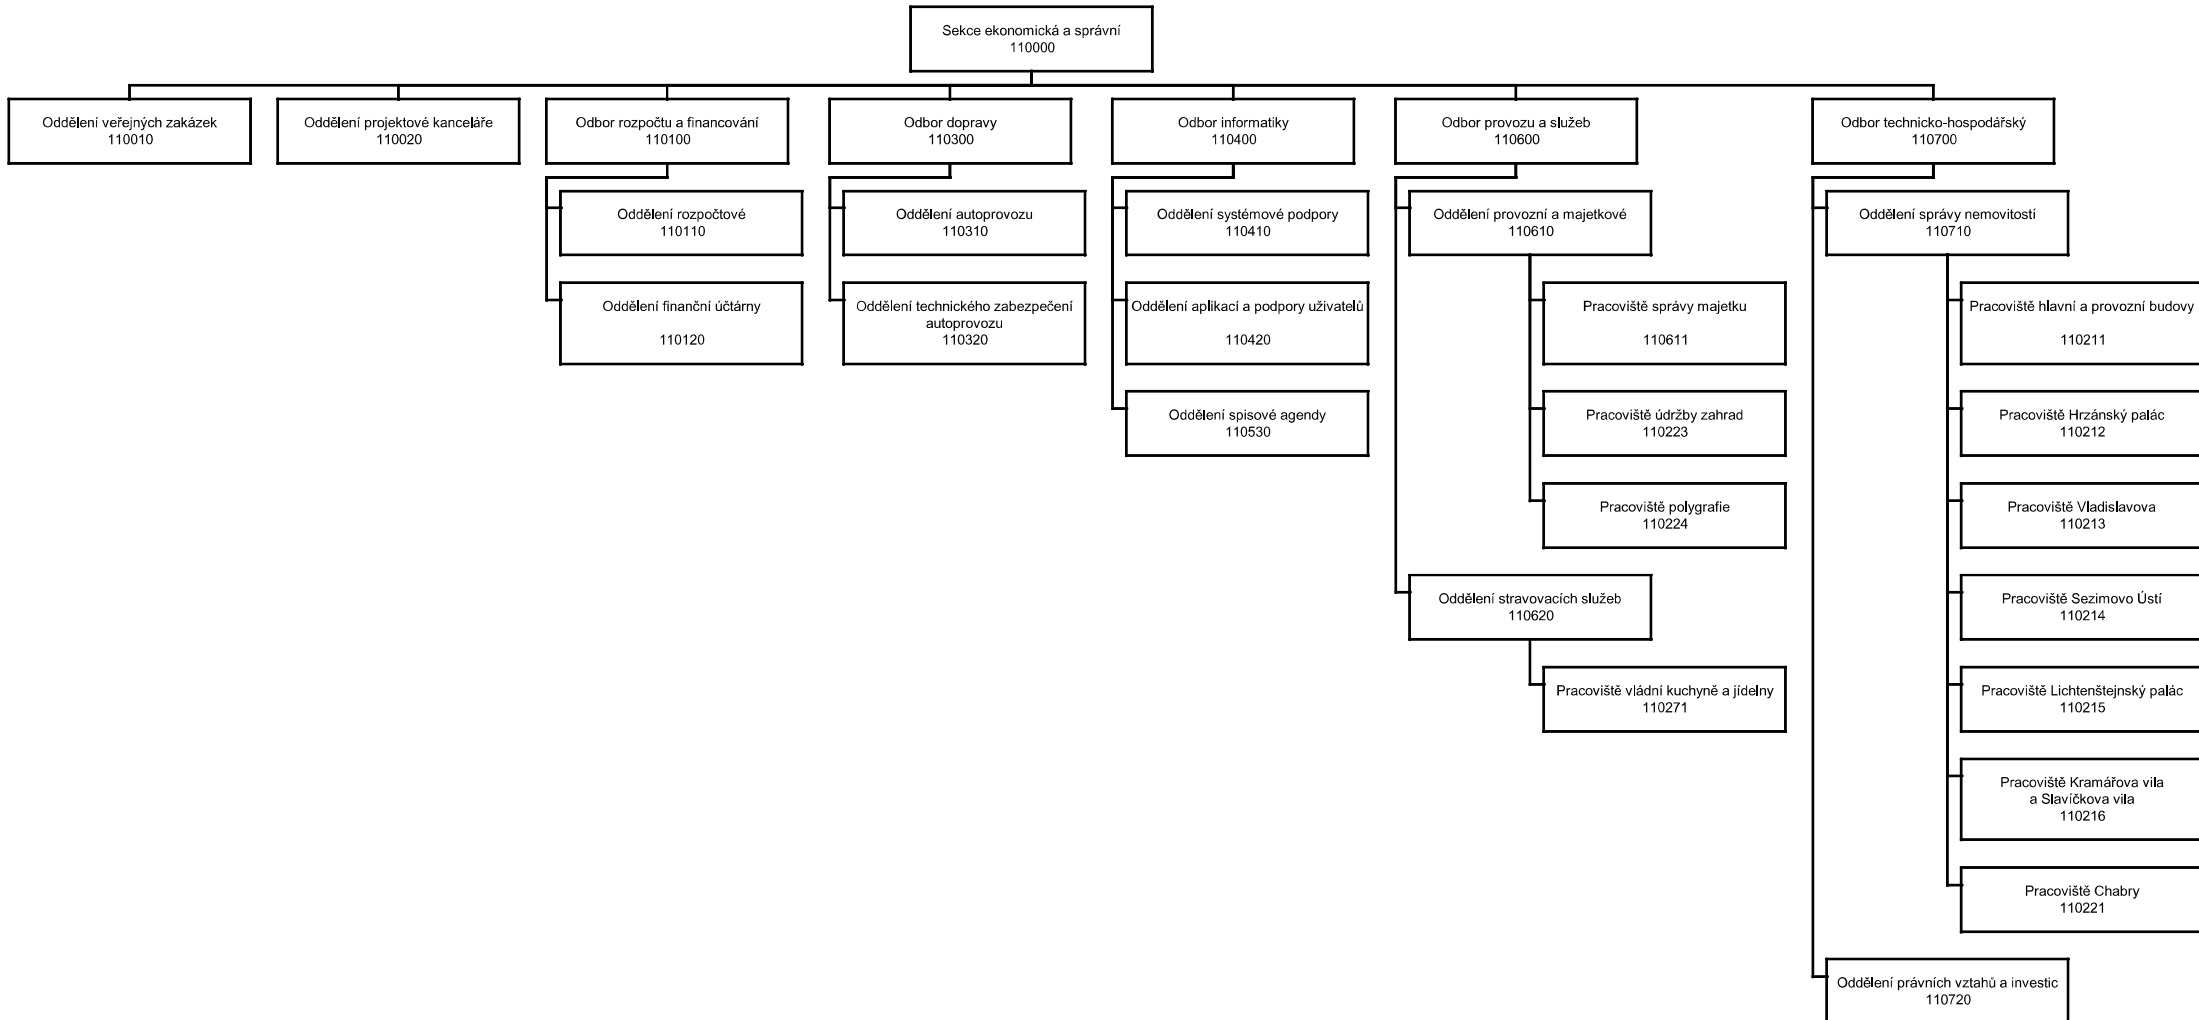 Sekce ekonomická a správní
110000
Oddělení veřejných zakázek
110010
Oddělení projektové kanceláře
110020
Odbor rozpočtu a financování
110100
Odbor dopravy
110300
Odbor informatiky
110400
Odbor provozu a služeb
110600
Odbor technicko-hospodářský
110700
Oddělení rozpočtové
110110
Oddělení finanční účtárny
110120
Oddělení autoprovozu
110310
Oddělení technického zabezpečení
autoprovozu
110320
Oddělení systémové podpory
110410
Oddělení aplikací a podpory uživatelů
110420
Oddělení spisové agendy
110530
Oddělení provozní a majetkové
110610
Pracoviště správy majetku
110611
Pracoviště údržby zahrad
110223
Pracoviště polygrafie
110224
Oddělení stravovacích služeb
110620
Pracoviště vládní kuchyně a jídelny
110271
Oddělení správy nemovitostí
110710
Pracoviště hlavní a provozní budovy
110211
Pracoviště Hrzánský palác
110212
Pracoviště Vladislavova
110213
Pracoviště Sezimovo Ústí
110214
Pracoviště Lichtenštejnský palác
110215
Pracoviště Kramářova vila
a Slavíčkova vila
110216
Pracoviště Chabry
110221
Oddělení právních vztahů a investic
110720